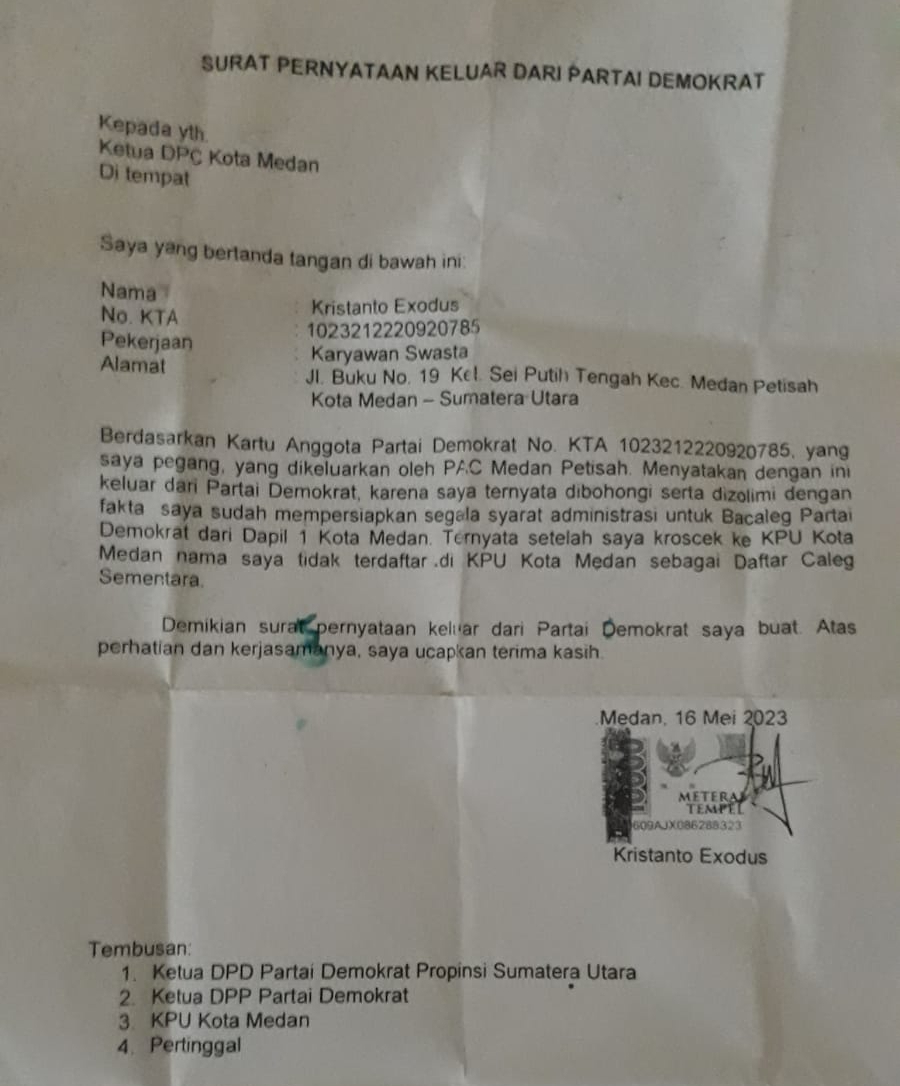 SURAT PERNYATAAN KELUAR DARI PARTAI DEMOKRAT
Kepada yth.
Ketua DPC Kota Medan
Di tempat
Saya yang bertanda tangan di bawah ini:
Nama : Kristanto Exodus
No. KTA : 1023212220920785
Pekerjaan : Karyawan Swasta
Alamat : Jl. Buku No. 19 Kel. Sei Putih Tengah Kec. Medan Petisah
Kota Medan – Sumatera Utara
Berdasarkan Kartu Anggota Partai Demokrat No. KTA 1023212220920785, yang
saya pegang, yang dikeluarkan oleh PAC Medan Petisah. Menyatakan dengan ini
keluar dari Partai Demokrat, karena saya ternyata dibohongi serta dizolimi dengan
fakta saya sudah mempersiapkan segala syarat administrasi untuk Bacaleg Partai
Demokrat dari Dapil 1 Kota Medan. Ternyata setelah saya kroscek ke KPU Kota
Medan nama saya tidak terdaftar di KPU Kota Medan sebagai Daftar Caleg
Sementara.
Demikian surat pernyataan keluar dari Partai Demokrat saya buat. Atas
perhatian dan kerjasamanya, saya ucapkan terima kasih.
Medan, 16 Mei 2023
METERAI
TEMPEL
609AJX086288323
Kristanto Exodus
Tembusan:
1. Ketua DPD Partai Demokrat Propinsi Sumatera Utara
2. Ketua DPP Partai Demokrat
3. KPU Kota Medan
4. Pertinggal